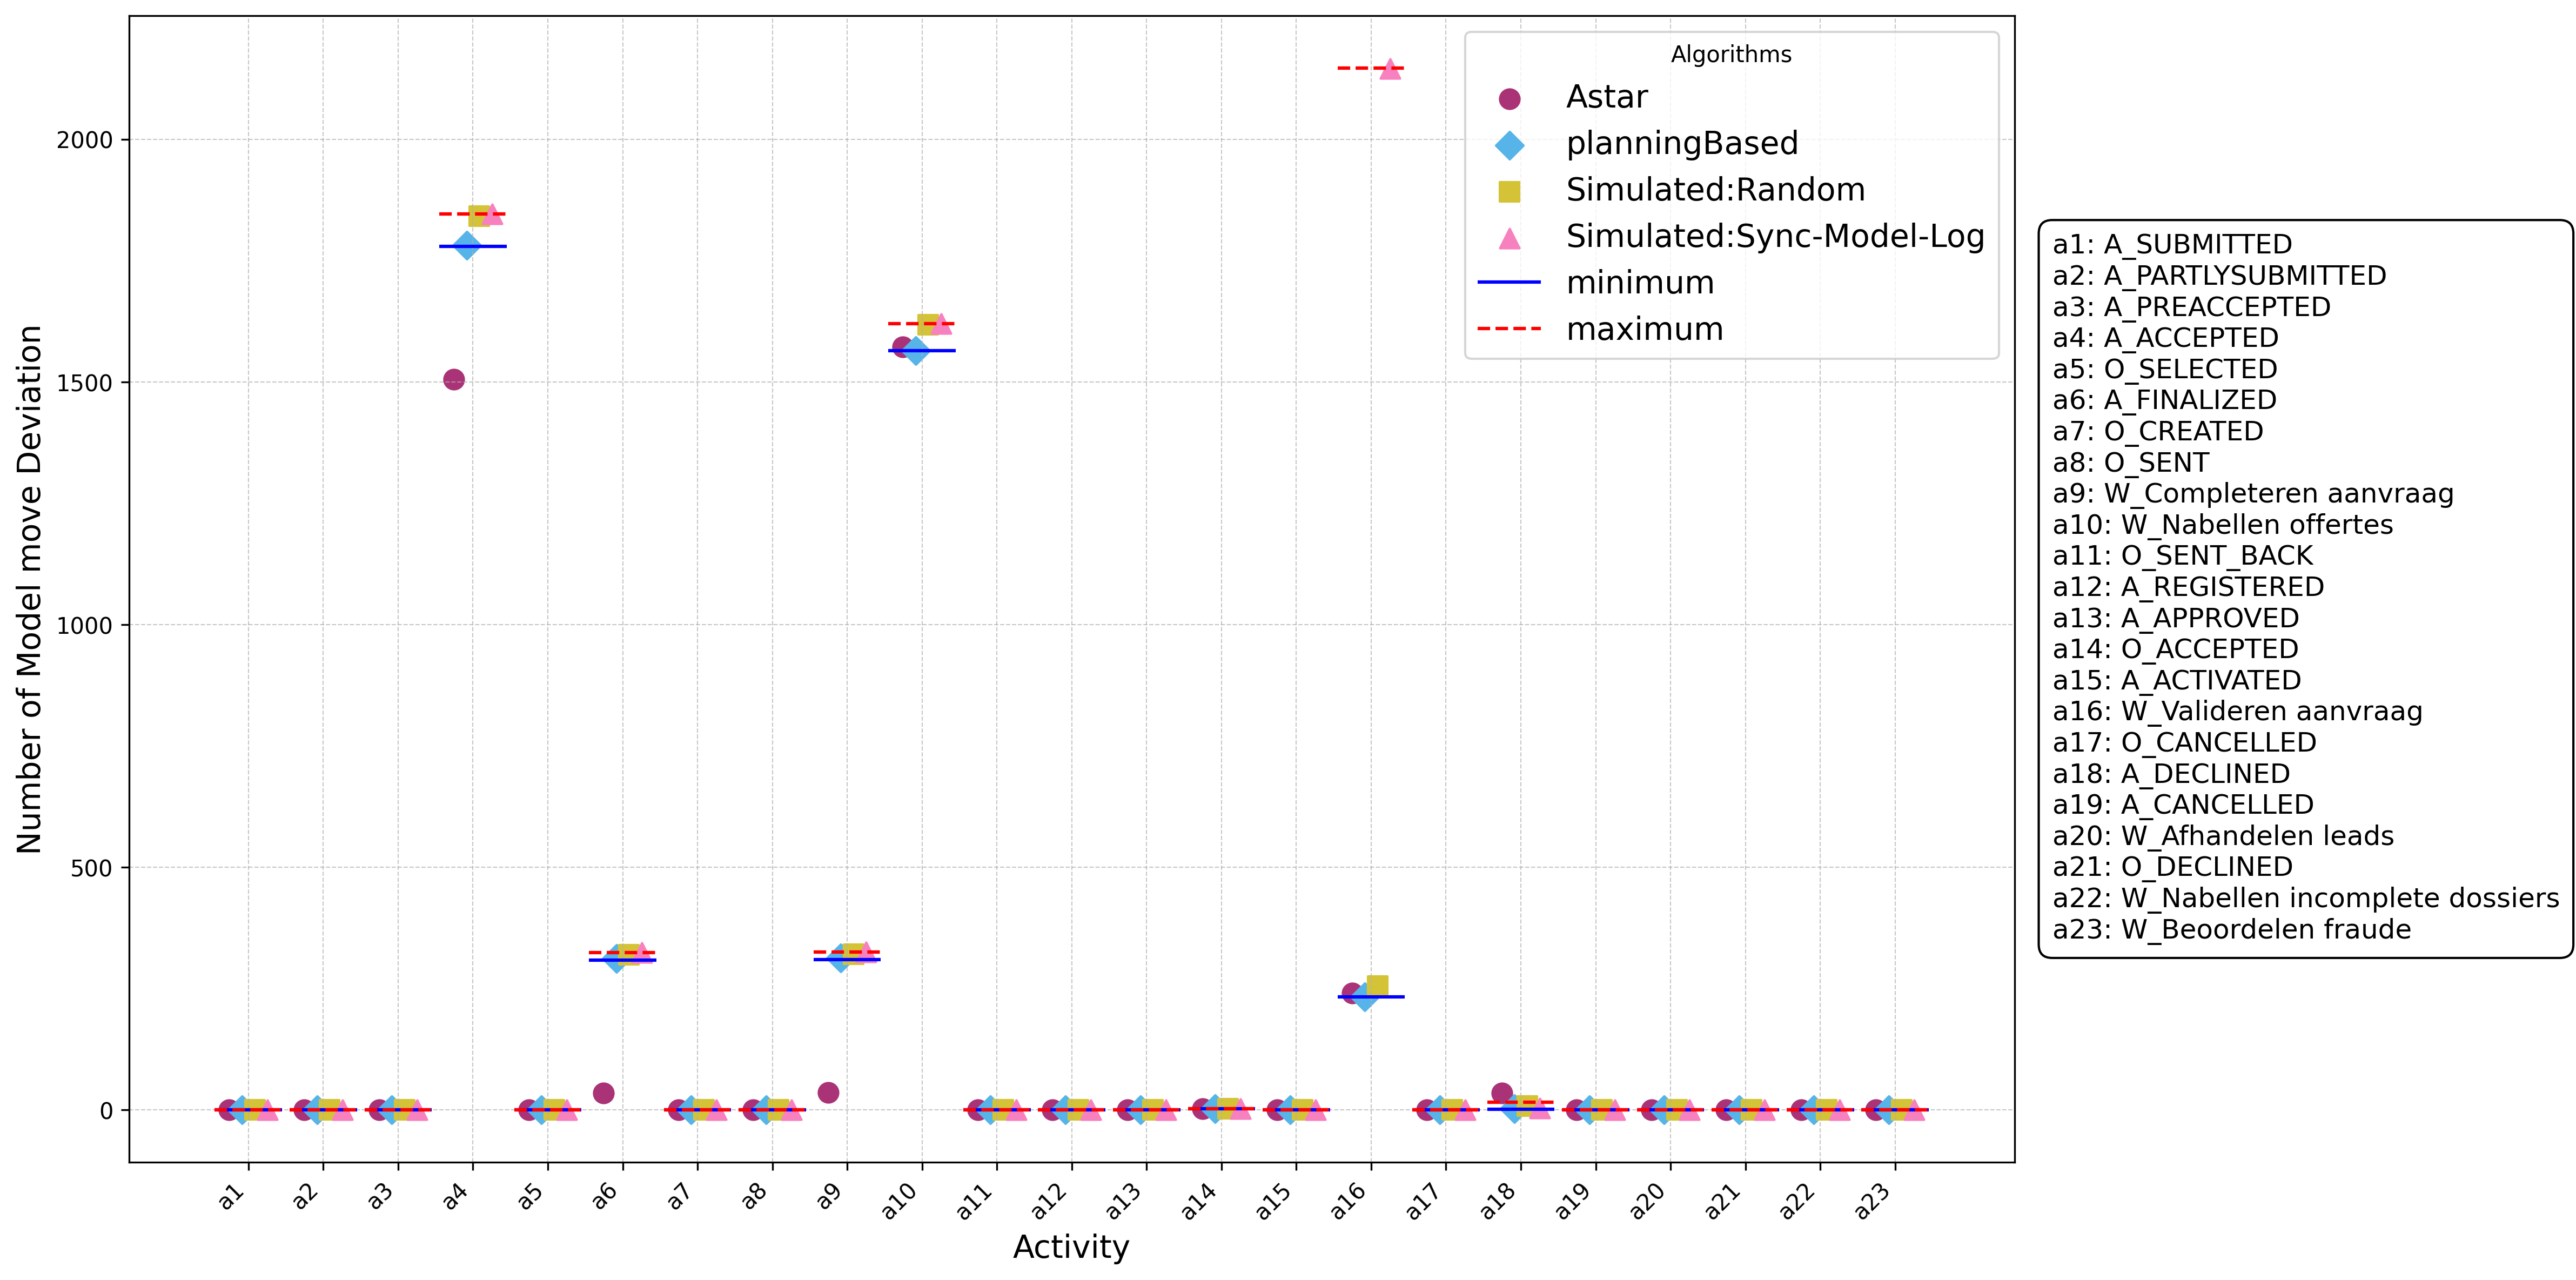 Number of Model move Deviation
2000
1500
1000
500
0
Algorithms
Astar
planningBased
Simulated:Random
Simulated:Sync-Model-Log
minimum
maximum
a1: A_SUBMITTED
a2: A_PARTLYSUBMITTED
a3: A_PREACCEPTED
a4: A_ACCEPTED
a5: O_SELECTED
a6: A_FINALIZED
a7: O_CREATED
a8: O_SENT
a9: W_Completeren aanvraag
a10: W_Nabellen offertes
a11: O_SENT_BACK
a12: A_REGISTERED
a13: A_APPROVED
a14: O_ACCEPTED
a15: A_ACTIVATED
a16: W_Valideren aanvraag
a17: O_CANCELLED
a18: A_DECLINED
a19: A_CANCELLED
a20: W_Afhandelen leads
a21: O_DECLINED
a22: W_Nabellen incomplete dossiers
a23: W_Beoordelen fraude
a1 a2 a3 a4 a5 a6 a7 a8 a9 a10 a11 a12 a13 a14 a15 a16 a17 a18 a19 a20 a21 a22 a23
Activity